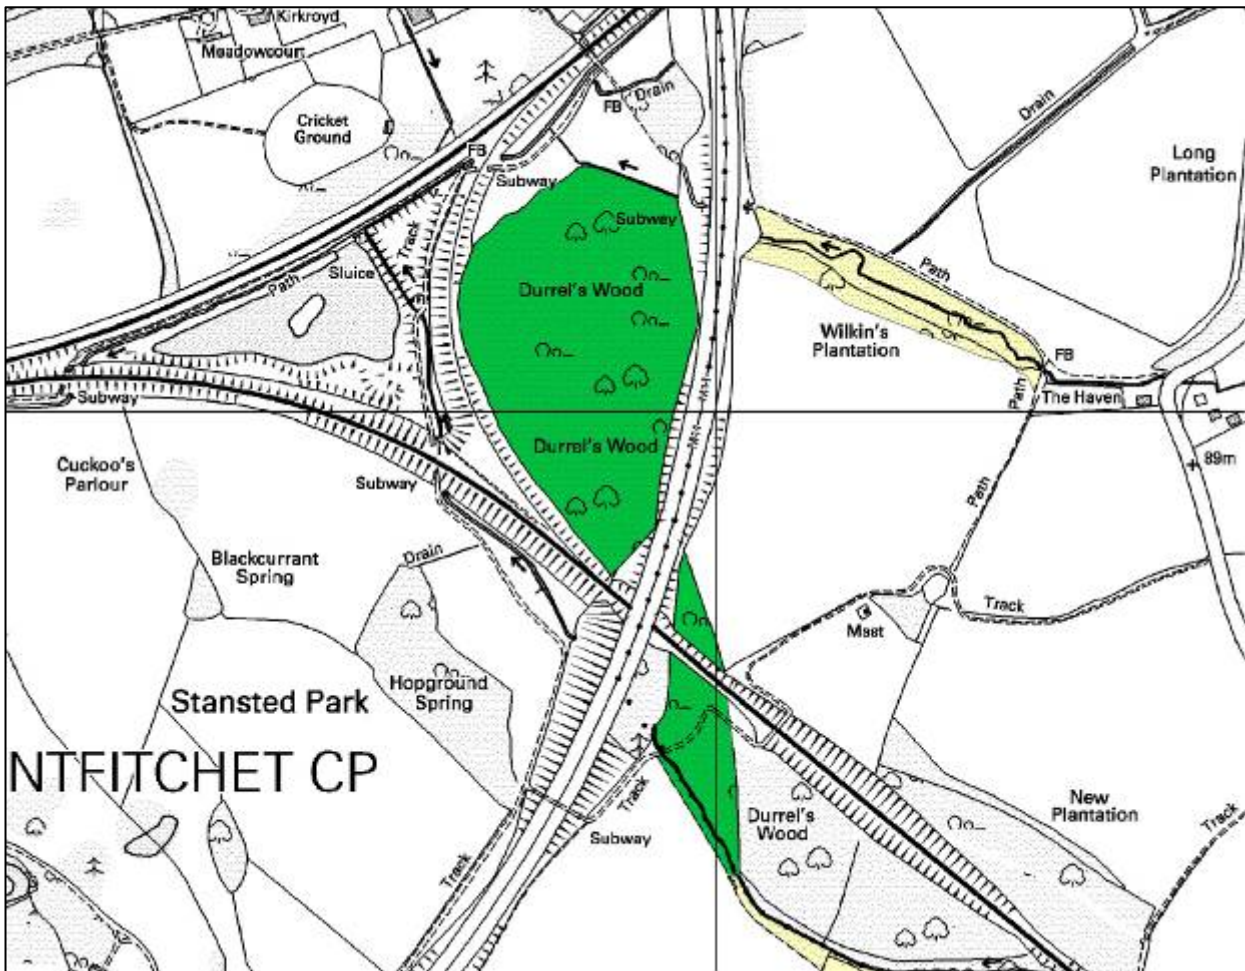 Kirkroyd
Meadowcourt
Cricket
Ground
FB
Drain
FB
Subway
Drain
Long
Plantation
Subway
Track
Sluice
Path
Durrel's Wood
Path
Wilkin's
Plantation
FB
Path
The Haven
Subway
MM
MM
Durrel's Wood
Cuckoo's
Parlour
Subway
Path
89m
Blackcurrant
Spring
Drain
Track
Mast
Hopground
Spring
Stansted Park
NTFITCHET CP
Track
Subway
Track
Durrel's
Wood
New
Plantation
Track